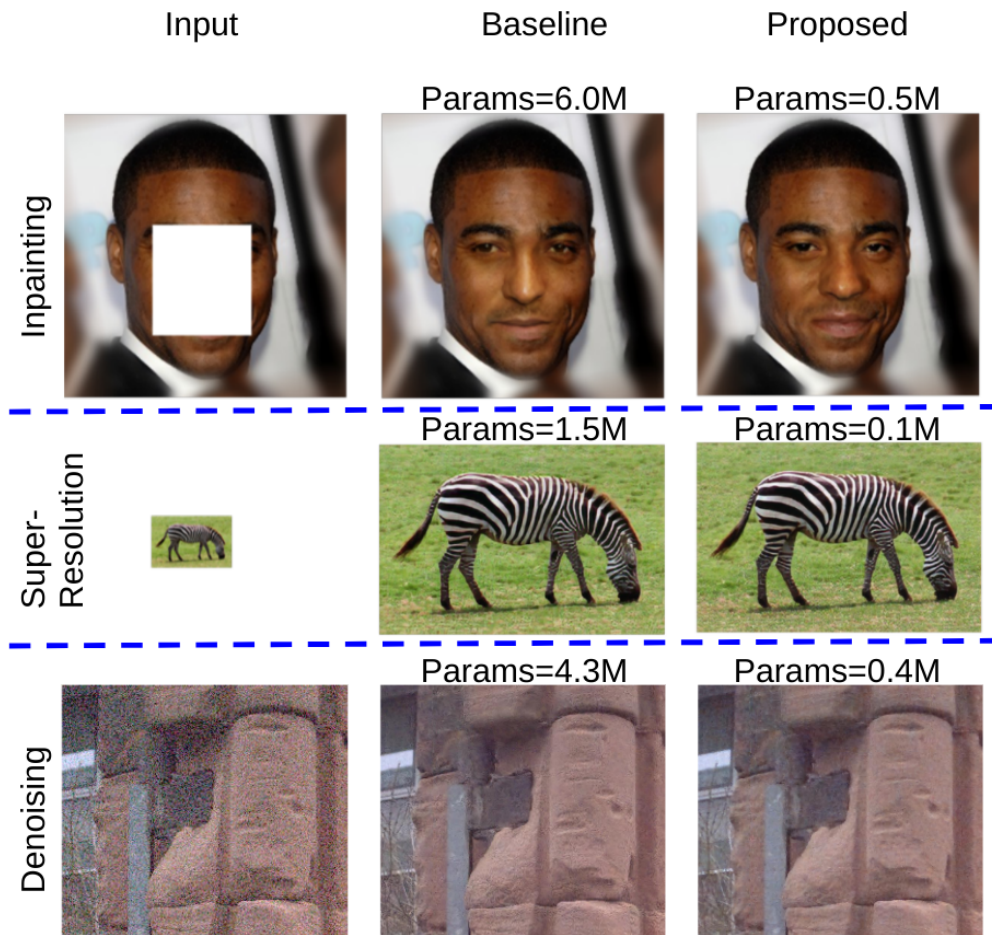 Input Baseline Proposed
Params=6.0M Params=0.5M
Inpainting
Params=1.5M Params=0.1M
Super-
Resolution
Params=4.3M Params=0.4M
Denoising